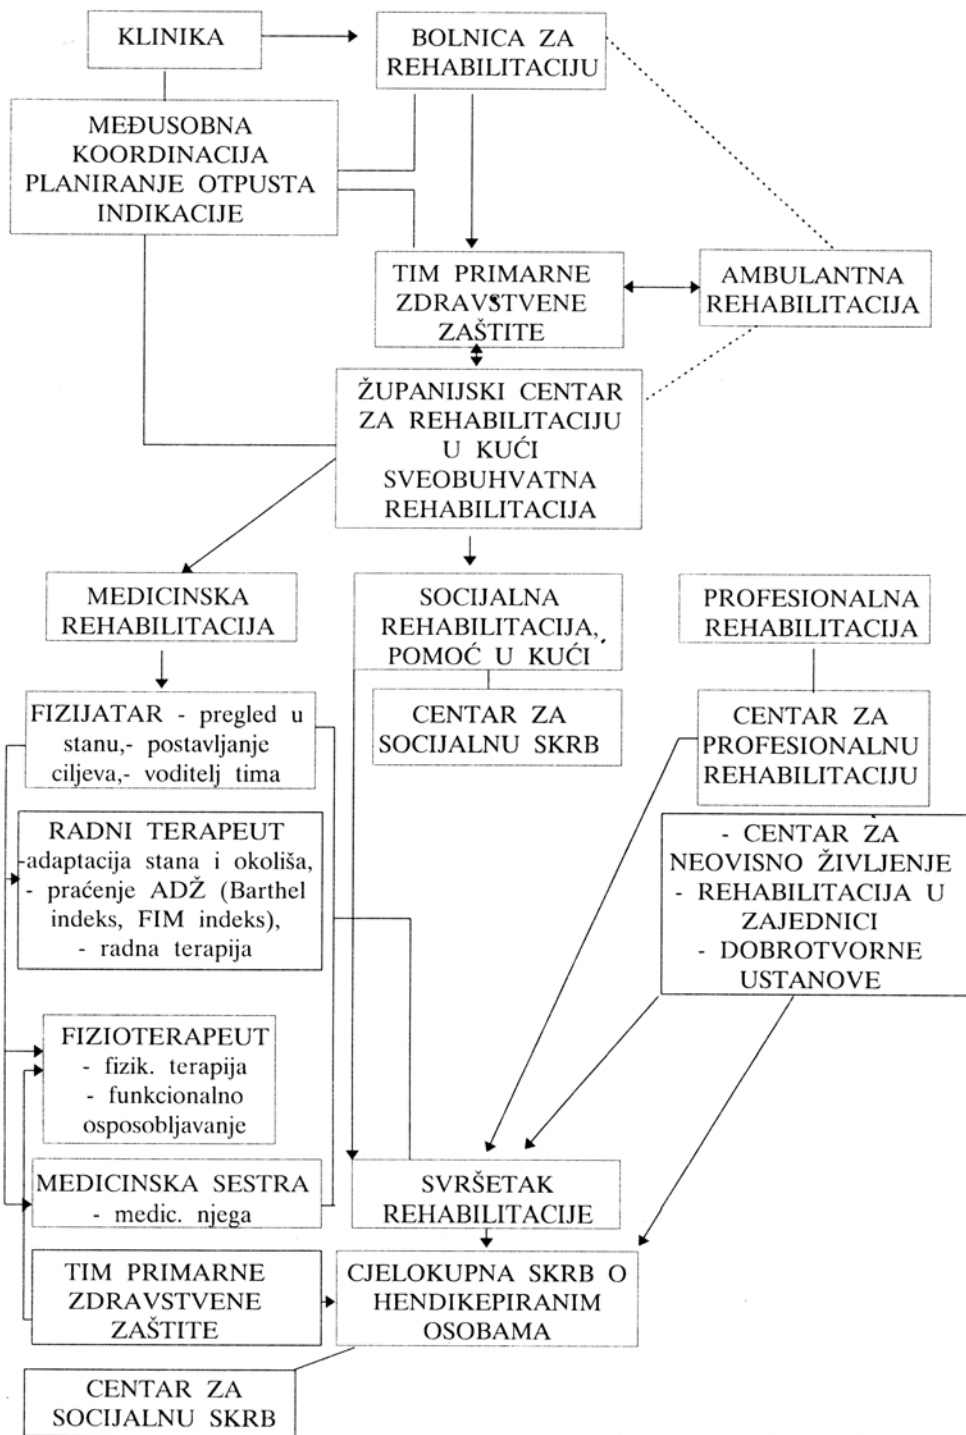 KLINIKA
BOLNICA ZA
REHABILITACIJU
MEĐUSOBNA
KOORDINACIJA
PLANIRANJE OTPUSTA
INDIKACIJE
TIM PRIMARNE
ZDRAVSTVENE
ZAŠTITE
AMBULANTNA
REHABILITACIJA
ŽUPANIJSKI CENTAR
ZA REHABILITACIJU
U KUĆI
SVEOBUHVATNA
REHABILITACIJA
MEDICINSKA
REHABILITACIJA
SOCIJALNA
REHABILITACIJA,
POMOĆ U KUĆI
PROFESIONALNA
REHABILITACIJA
FIZIJATAR - pregled u
stanu,- postavljanje
ciljeva,- voditelj tima
CENTAR ZA
SOCIJALNU SKRB
CENTAR ZA
PROFESIONALNU
REHABILITACIJU
RADNI TERAPEUT
-adaptacija stana i okoliša,
- praćenje ADŽ (Barthel
indeks, FIM indeks),
- radna terapija
- CENTAR ZA
NEOVISNO ŽIVLJENJE
- REHABILITACIJA U
ZAJEDNICI
- DOBROTVORNE
USTANOVE
FIZIOTERAPEUT
- fizik. terapija
- funkcionalno
osposobljavanje
MEDICINSKA SESTRA
- medic. njega
SVRŠETAK
REHABILITACIJE
TIM PRIMARNE
ZDRAVSTVENE
ZAŠTITE
CJELOKUPNA SKRB O
HENDIKEPIRANIM
OSOBAMA
CENTAR ZA
SOCIJALNU SKRB